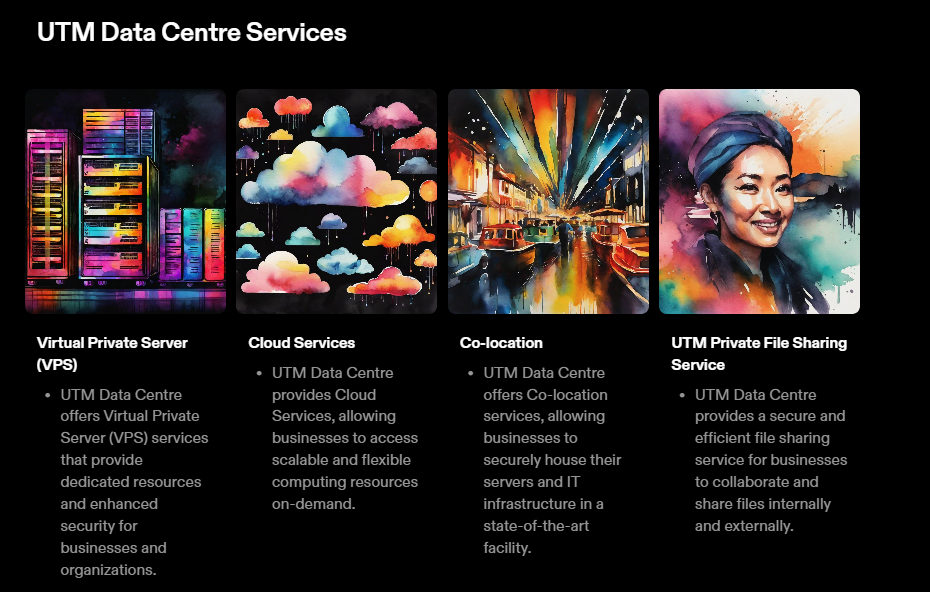 UTM Data Centre Services
Virtual Private Server
(VPS)
• UTM Data Centre
offers Virtual Private
Server (VPS) services
that provide
dedicated resources
and enhanced
security for
businesses and
organizations.
Cloud Services
• UTM Data Centre
provides Cloud
Services, allowing
businesses to access
scalable and flexible
computing resources
on-demand.
Co-location
• UTM Data Centre
offers Co-location
services, allowing
businesses to
securely house their
servers and IT
infrastructure in a
state-of-the-art
facility.
UTM Private File Sharing
Service
• UTM Data Centre
provides a secure and
efficient file sharing
service for businesses
to collaborate and
share files internally
and externally.